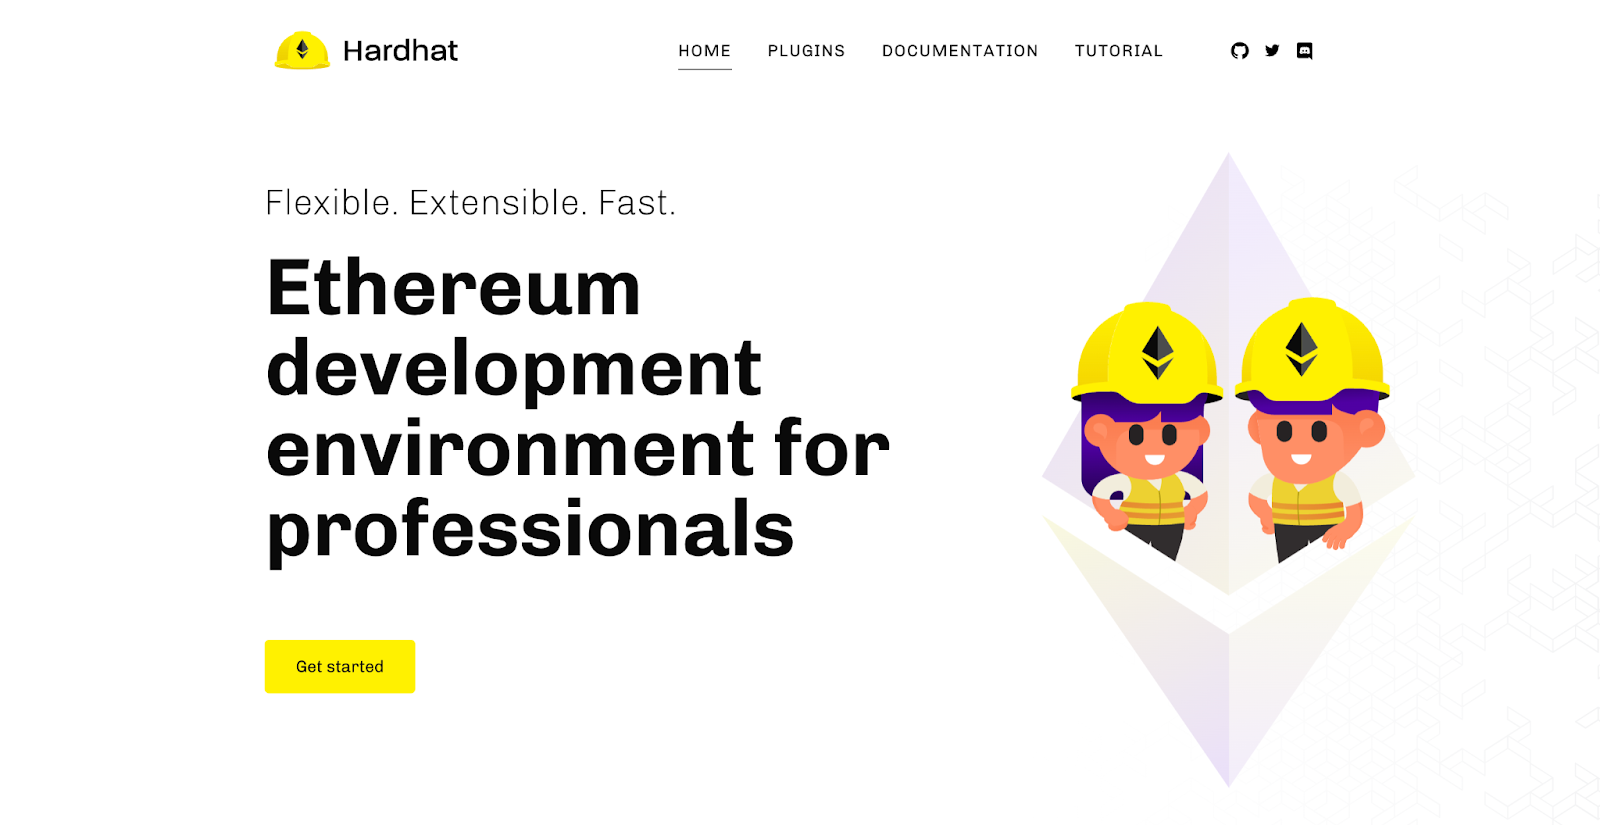 Hardhat
HOME PLUGINS DOCUMENTATION TUTORIAL
Flexible. Extensible. Fast.
Ethereum
development
environment for
professionals
Get started